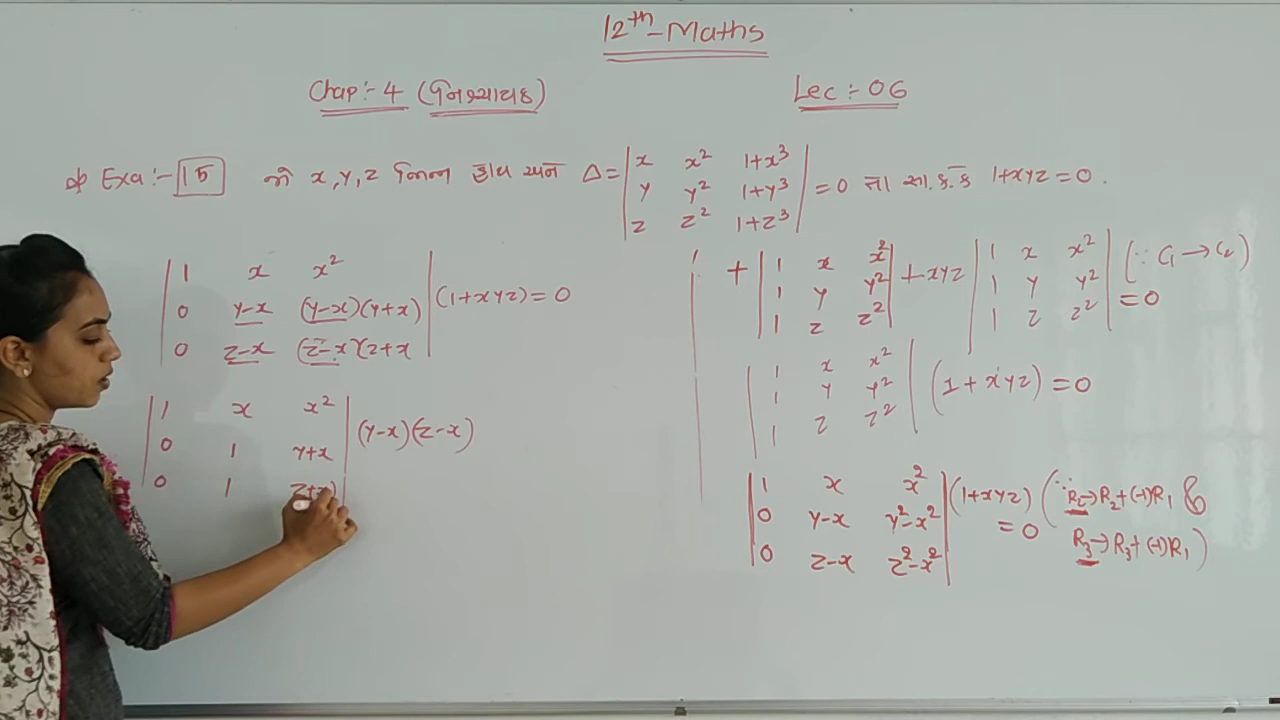 12th - Maths
Chap :- 4 (નિશ્ચાયક) Lec :- 06
Exa :- 15 જો x, y, z ભિન્ન હોય અને Δ = | x x² 1+x³ | = 0 તો સા.કે. કે 1+xyz = 0.
| y y² 1+y³ |
| z z² 1+z³ |
+ | 1 x x² | + xyz | 1 x x² | (∵ C₁ → C₂)
| 1 y y² | | 1 y y² | = 0
| 1 z z² | | 1 z z² |
| 1 x x² |
| 1 y y² | (1+xyz) = 0
| 1 z z² |
| 1 x x² | (1+xyz) (∵ R₂→R₂+(-1)R₁ &
| 0 y-x y²-x² | = 0
| 0 z-x z²-x² | R₃→R₃+(-1)R₁)
| 1 x x² |
| 0 y-x (y-x)(y+x) | (1+xyz) = 0
| 0 z-x (z-x)(z+x |
| 1 x x² |
| 0 1 y+x | (y-x)(z-x)
| 0 1 z+x |